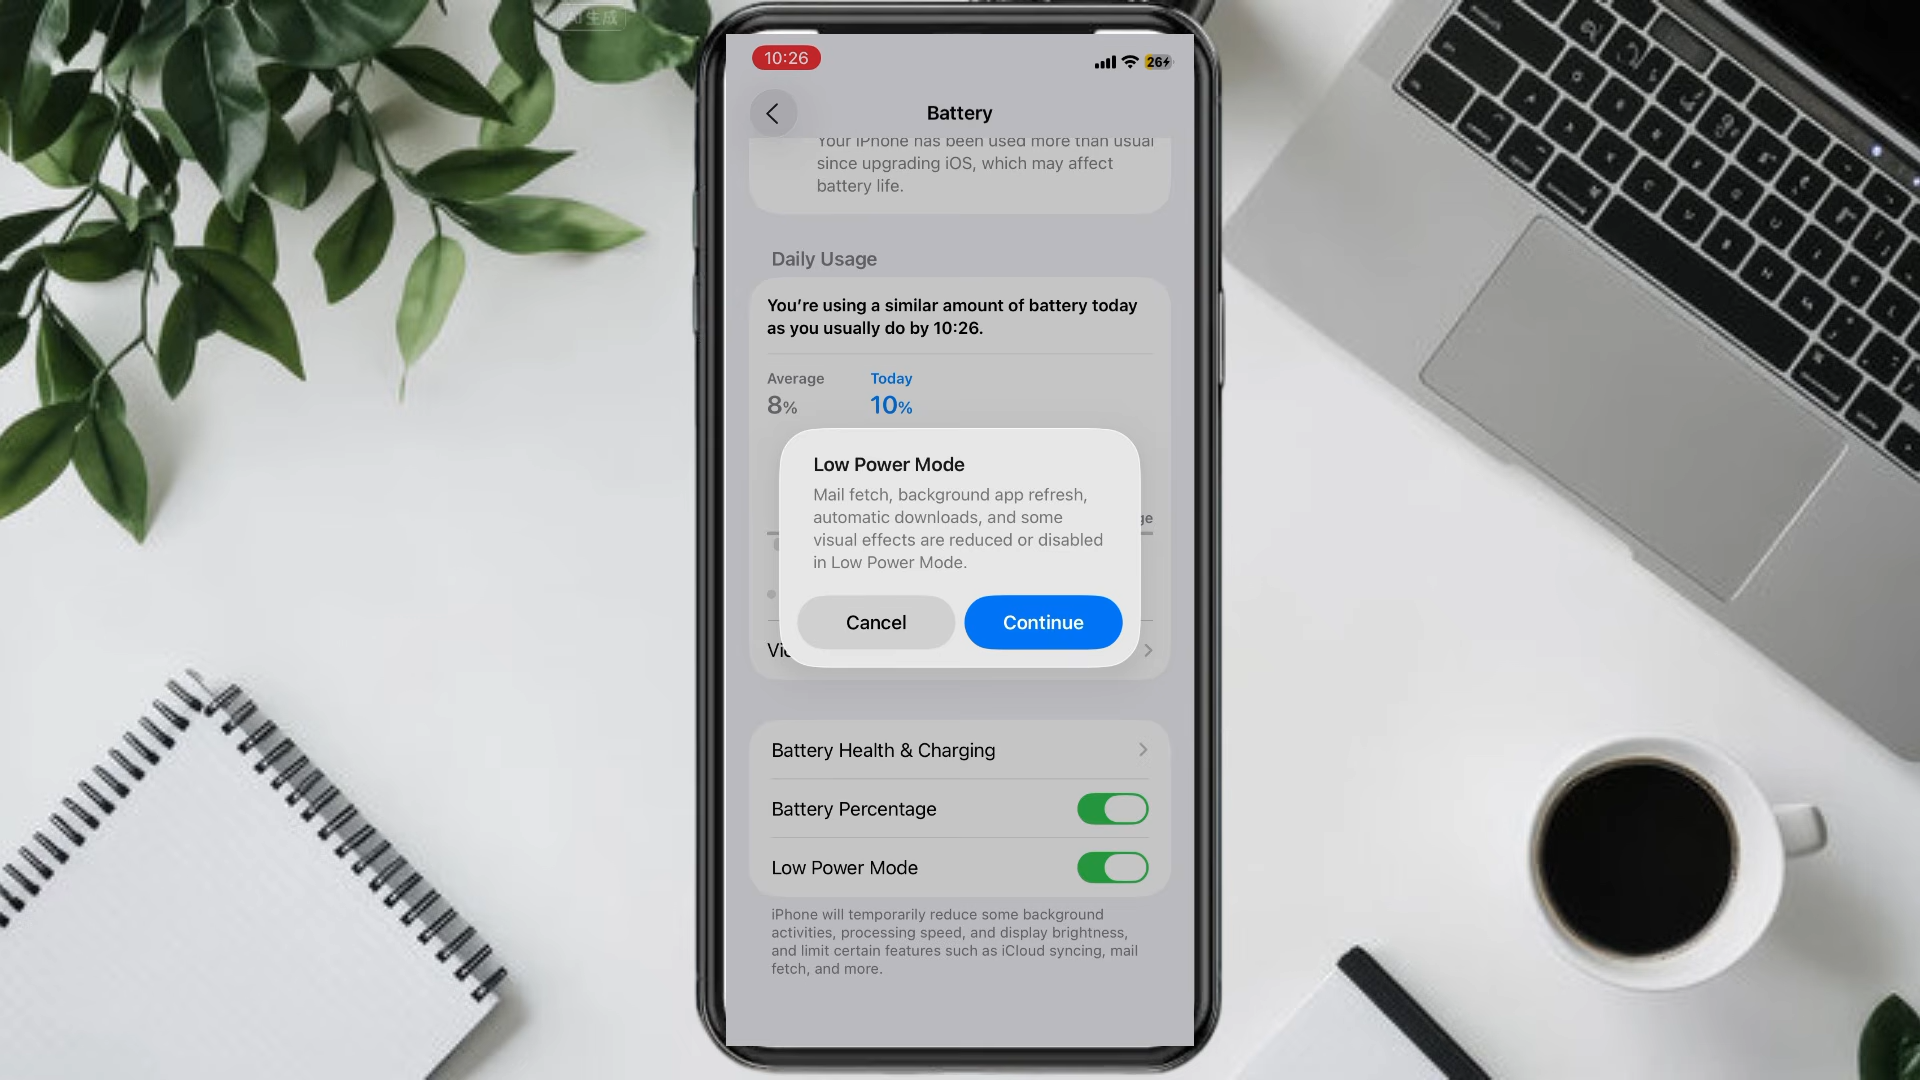 AI生成
10:26
26
Battery
Your iPhone has been used more than usual
since upgrading iOS, which may affect
battery life.
Daily Usage
You’re using a similar amount of battery today
as you usually do by 10:26.
Average
Today
8%
10%
Low Power Mode
Mail fetch, background app refresh,
automatic downloads, and some
visual effects are reduced or disabled
in Low Power Mode.
Cancel
Continue
Battery Health & Charging
Battery Percentage
Low Power Mode
iPhone will temporarily reduce some background
activities, processing speed, and display brightness,
and limit certain features such as iCloud syncing, mail
fetch, and more.